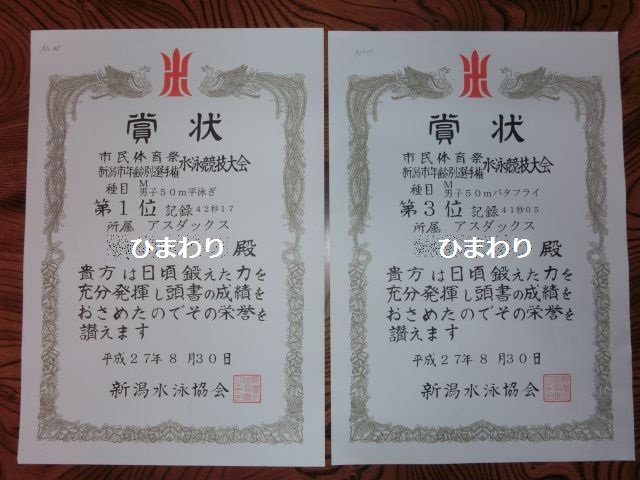 No15
賞状
市民体育祭
新潟市年齢別選手権
水泳競技大会
種目 M
男子50m平泳ぎ
第1位 記録 42秒17
所属 アスダックス
ひまわり 殿
貴方は日頃鍛えた力を
充分発揮し頭書の成績を
おさめたのでその栄誉を
讃えます
平成27年8月30日
新潟水泳協会
賞状
市民体育祭
新潟市年齢別選手権
水泳競技大会
種目 M
男子50mバタフライ
第3位 記録 41秒05
所属 アスダックス
ひまわり 殿
貴方は日頃鍛えた力を
充分発揮し頭書の成績を
おさめたのでその栄誉を
讃えます
平成27年8月30日
新潟水泳協会